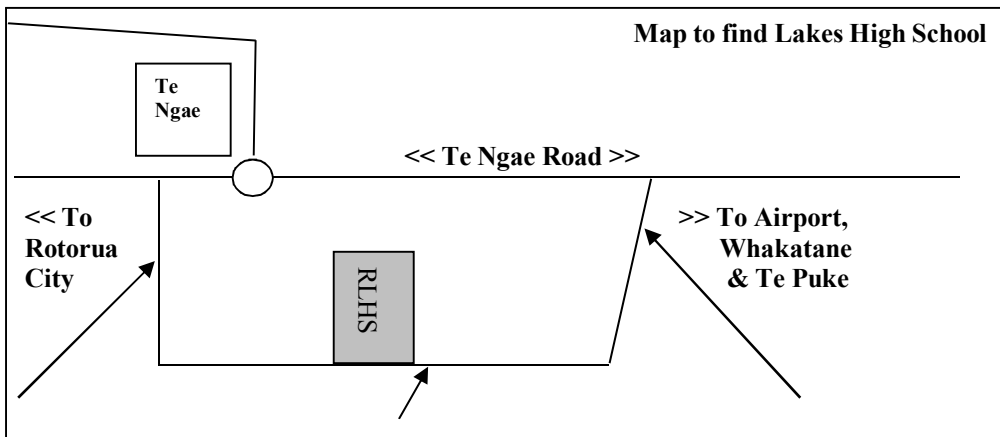 Map to find Lakes High School
Te
Ngae
<< Te Ngae Road >>
<< To
Rotorua
City
>> To Airport,
Whakatane
& Te Puke
RLHS